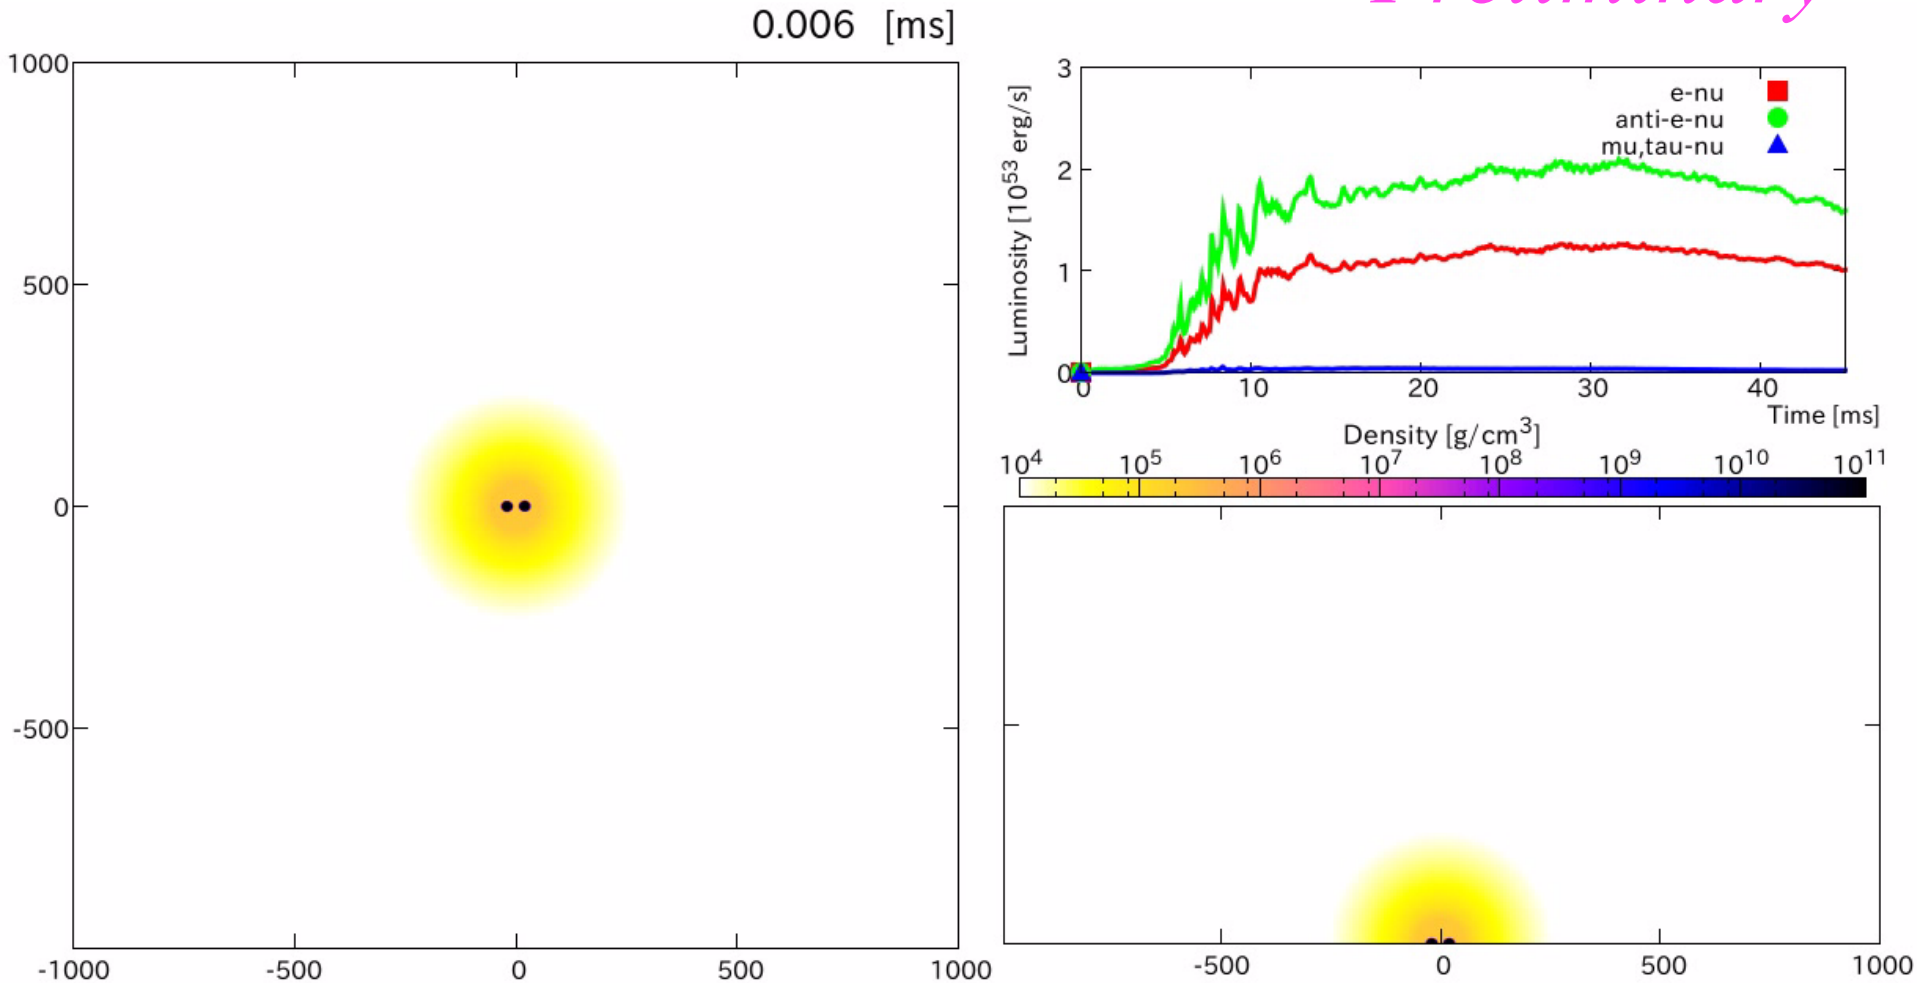 Preliminary
0.006 [ms]
1000
500
0
-500
-1000 -500 0 500 1000
3
2
1
0
Luminosity [10^53 erg/s]
e-nu
anti-e-nu
mu,tau-nu
0 10 20 30 40
Time [ms]
Density [g/cm^3]
10^4 10^5 10^6 10^7 10^8 10^9 10^10 10^11
-500 0 500 1000